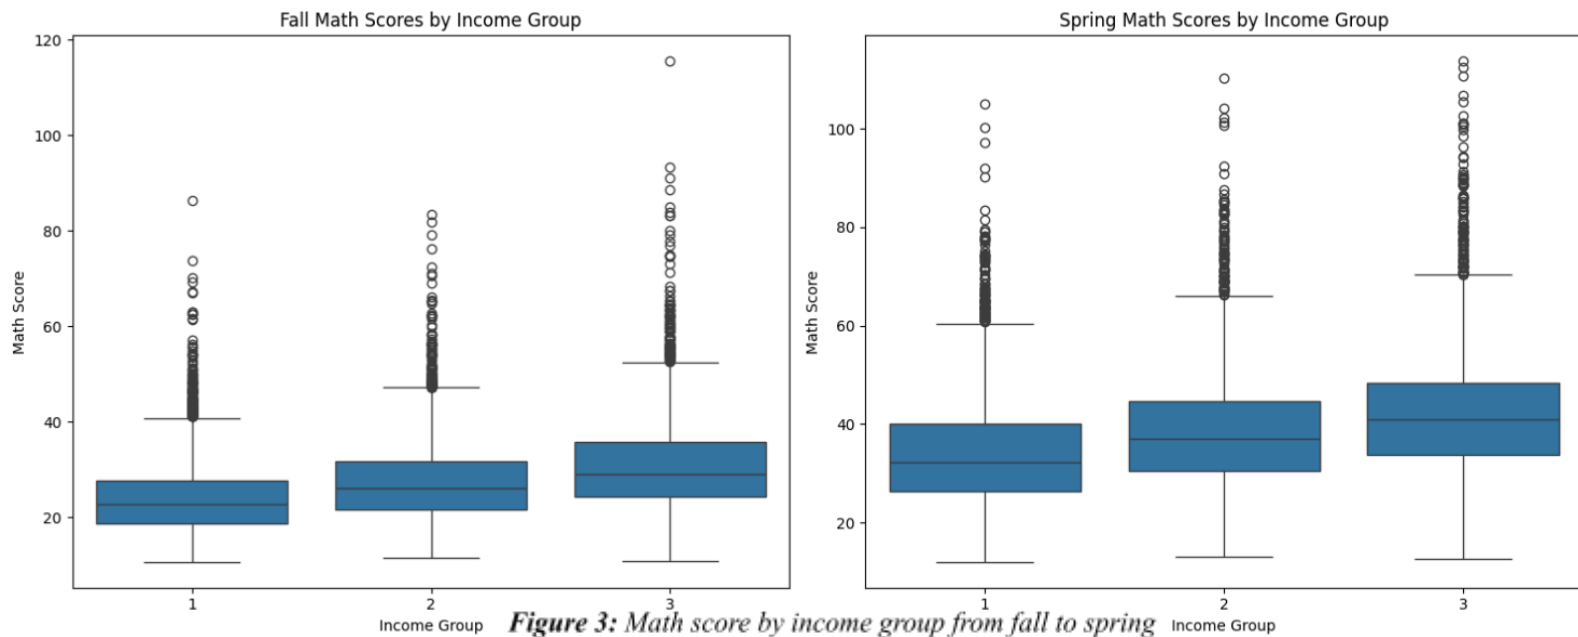 Fall Math Scores by Income Group
120
100
80
60
40
20
Math Score
1
2
3
Income Group
Spring Math Scores by Income Group
100
80
60
40
20
Math Score
1
2
3
Income Group
Figure 3: Math score by income group from fall to spring